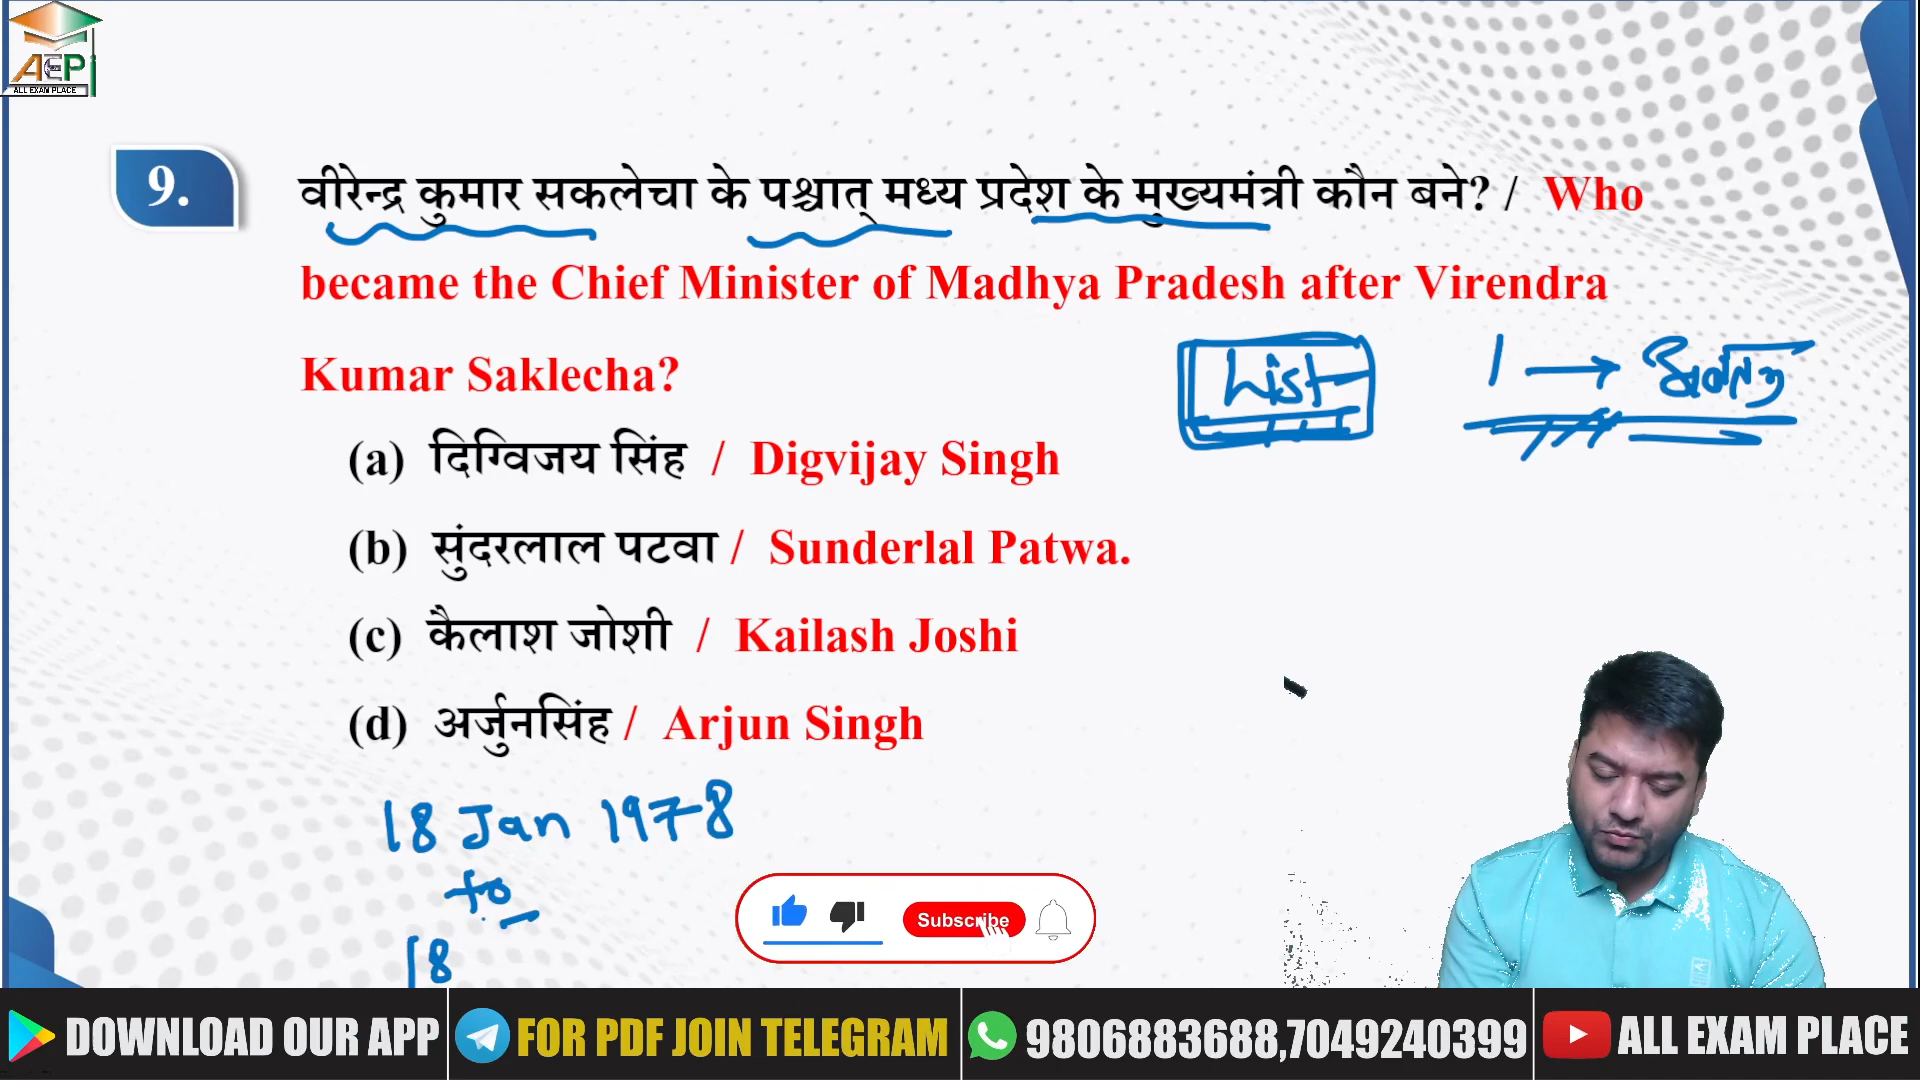 AEP
ALL EXAM PLACE
9. वीरेन्द्र कुमार सकलेचा के पश्चात् मध्य प्रदेश के मुख्यमंत्री कौन बने? / Who
became the Chief Minister of Madhya Pradesh after Virendra
Kumar Saklecha?
List 1 →
(a) दिग्विजय सिंह / Digvijay Singh
(b) सुंदरलाल पटवा / Sunderlal Patwa.
(c) कैलाश जोशी / Kailash Joshi
(d) अर्जुनसिंह / Arjun Singh
18 Jan 1978
to
18
Subscribe
DOWNLOAD OUR APP FOR PDF JOIN TELEGRAM 9806883688,7049240399 ALL EXAM PLACE